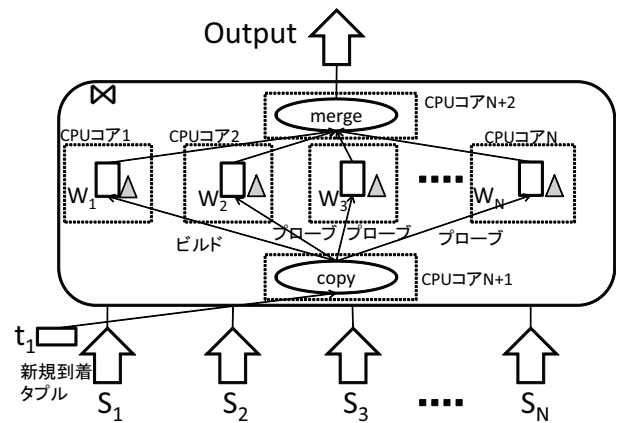 Output
⋈
merge
CPUコアN+2
CPUコア1
CPUコア2
CPUコアN
W1
W2
W3
WN
ビルド
プローブ
プローブ
プローブ
copy
CPUコアN+1
t1
新規到着
タプル
S1
S2
S3
SN